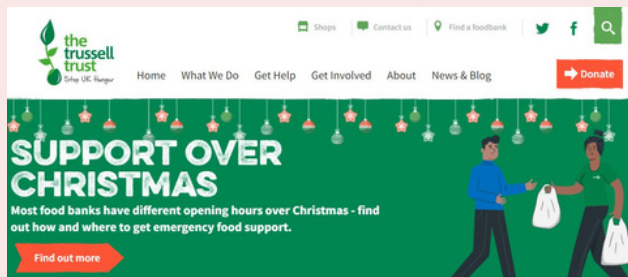 Shops Contact us Find a foodbank
the
trussell
trust
Stop UK Hunger
Home What We Do Get Help Get Involved About News & Blog
Donate
SUPPORT OVER
CHRISTMAS
Most food banks have different opening hours over Christmas - find
out how and where to get emergency food support.
Find out more